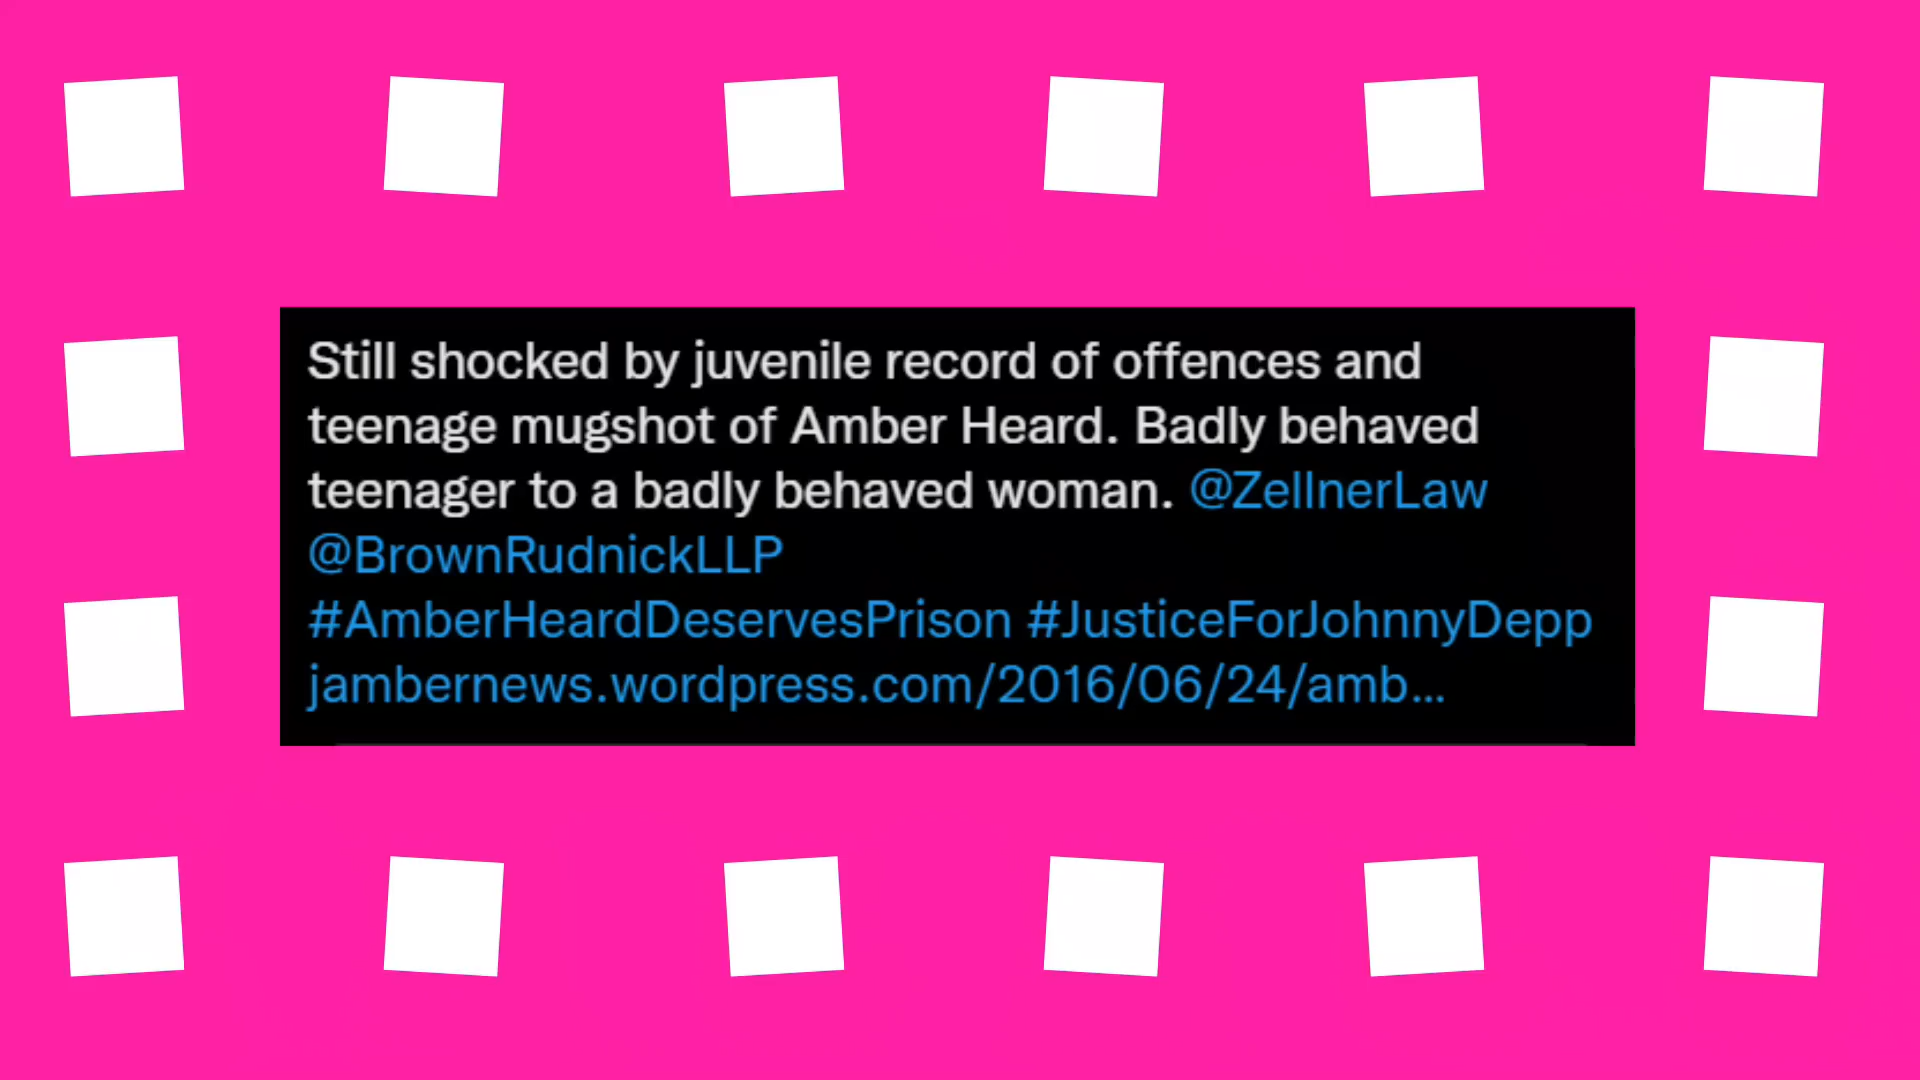 Still shocked by juvenile record of offences and
teenage mugshot of Amber Heard. Badly behaved
teenager to a badly behaved woman. @ZellnerLaw
@BrownRudnickLLP
#AmberHeardDeservesPrison #JusticeForJohnnyDepp
jambernews.wordpress.com/2016/06/24/amb...